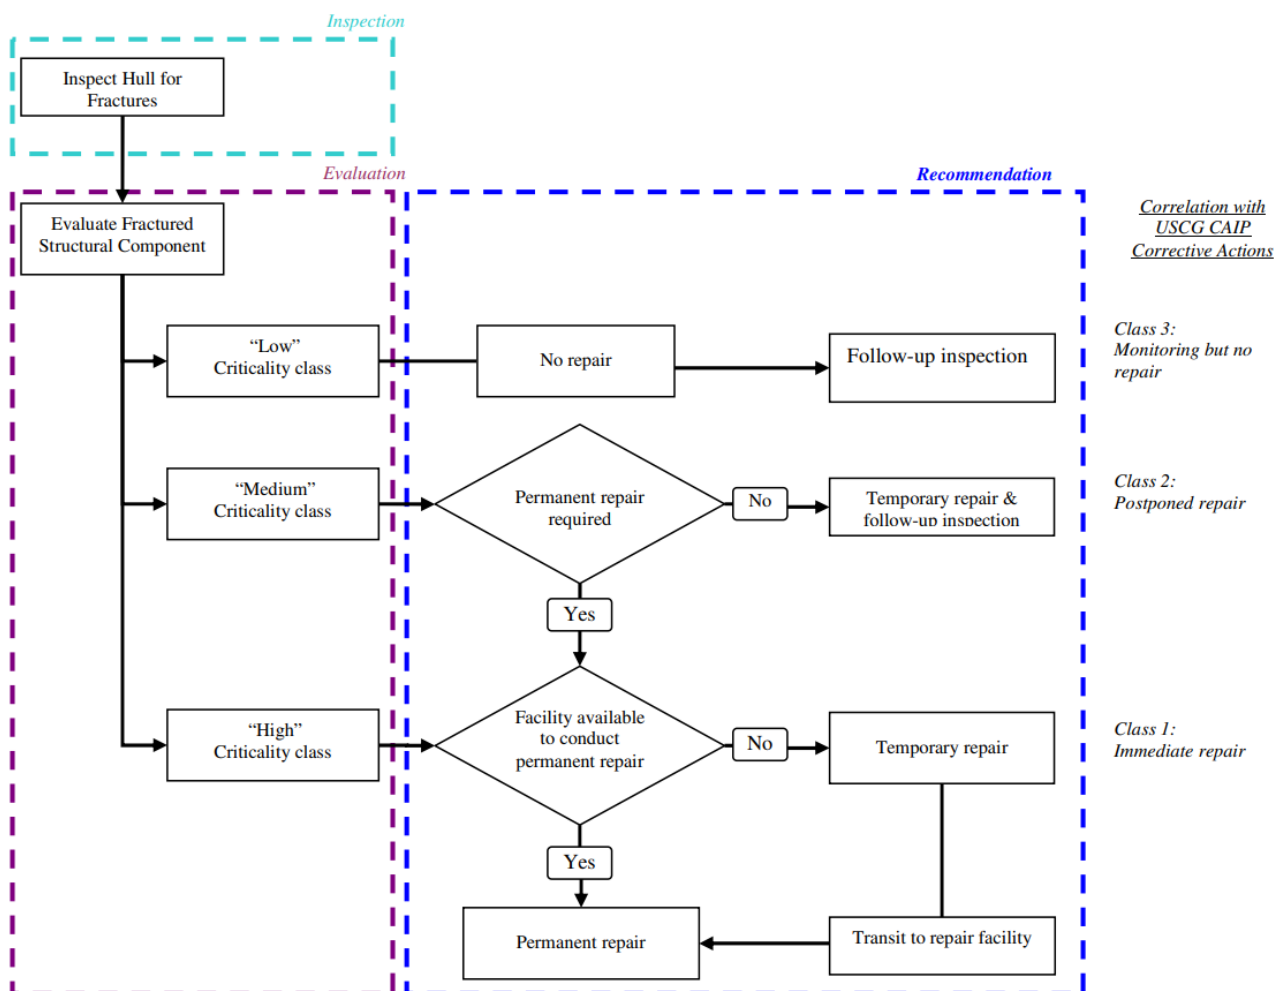 Inspection
Inspect Hull for
Fractures
Evaluation
Recommendation
Evaluate Fractured
Structural Component
Correlation with
USCG CAIP
Corrective Actions
“Low”
Criticality class
No repair
Follow-up inspection
Class 3:
Monitoring but no
repair
“Medium”
Criticality class
Permanent repair
required
No
Temporary repair &
follow-up inspection
Class 2:
Postponed repair
Yes
“High”
Criticality class
Facility available
to conduct
permanent repair
No
Temporary repair
Class 1:
Immediate repair
Yes
Permanent repair
Transit to repair facility